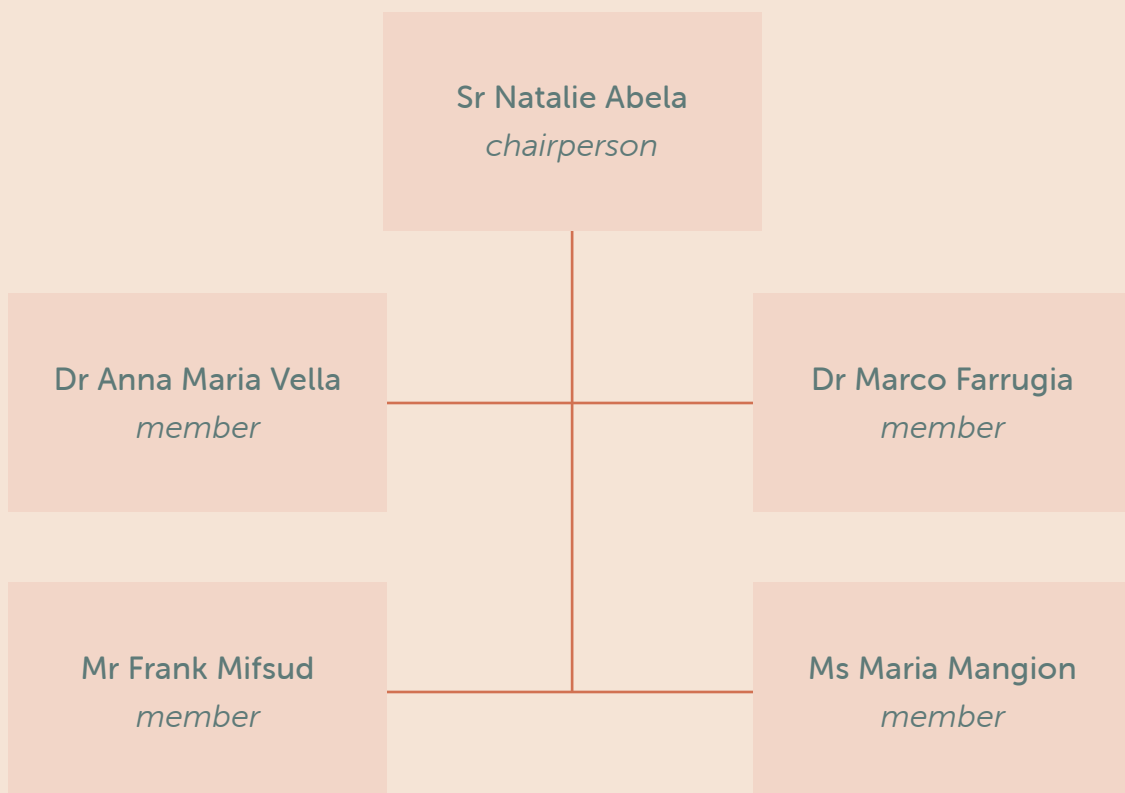 Sr Natalie Abela
chairperson
Dr Anna Maria Vella
member
Dr Marco Farrugia
member
Mr Frank Mifsud
member
Ms Maria Mangion
member